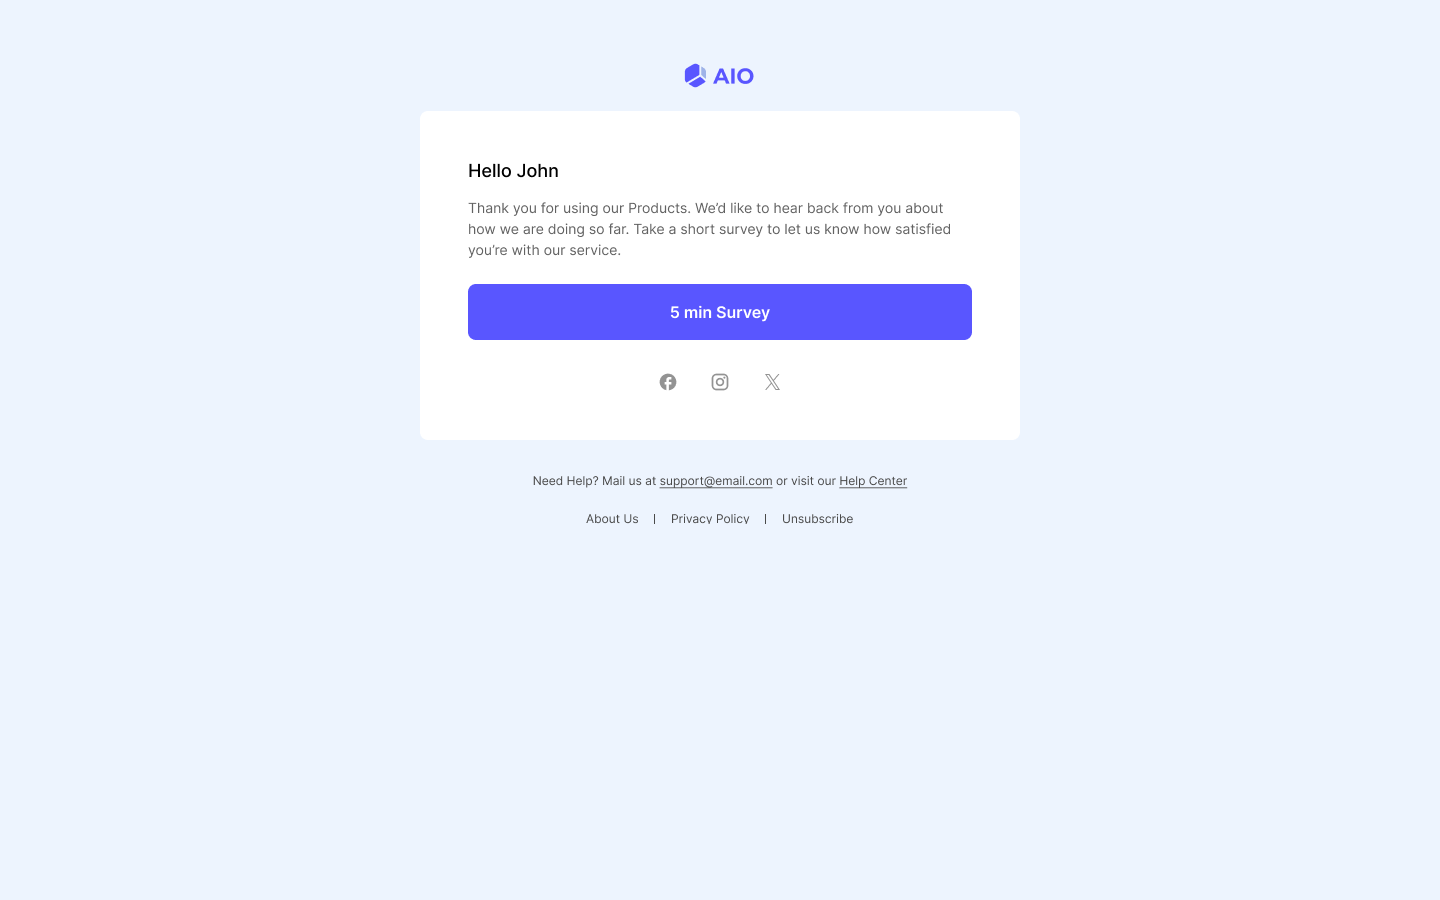 AIO
Hello John
Thank you for using our Products. We’d like to hear back from you about
how we are doing so far. Take a short survey to let us know how satisfied
you’re with our service.
5 min Survey
Need Help? Mail us at support@email.com or visit our Help Center
About Us | Privacy Policy | Unsubscribe